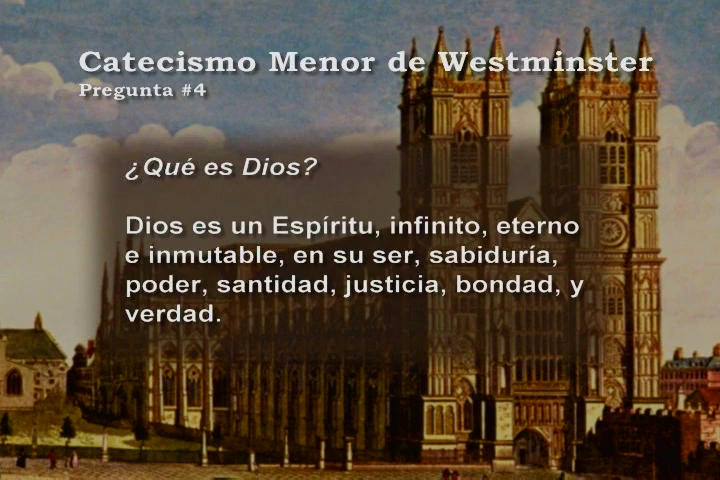 Catecismo Menor de Westminster
Pregunta #4
¿Qué es Dios?
Dios es un Espíritu, infinito, eterno
e inmutable, en su ser, sabiduría,
poder, santidad, justicia, bondad, y
verdad.